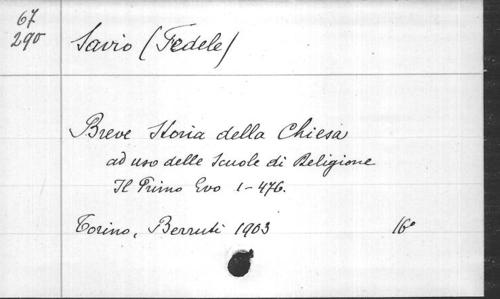 67
290
Savio (Fedele)
Breve Storia della Chiesa
ad uso delle Scuole di Religione
Il Primo Evo 1-476.
Torino, Berruti 1903 16°